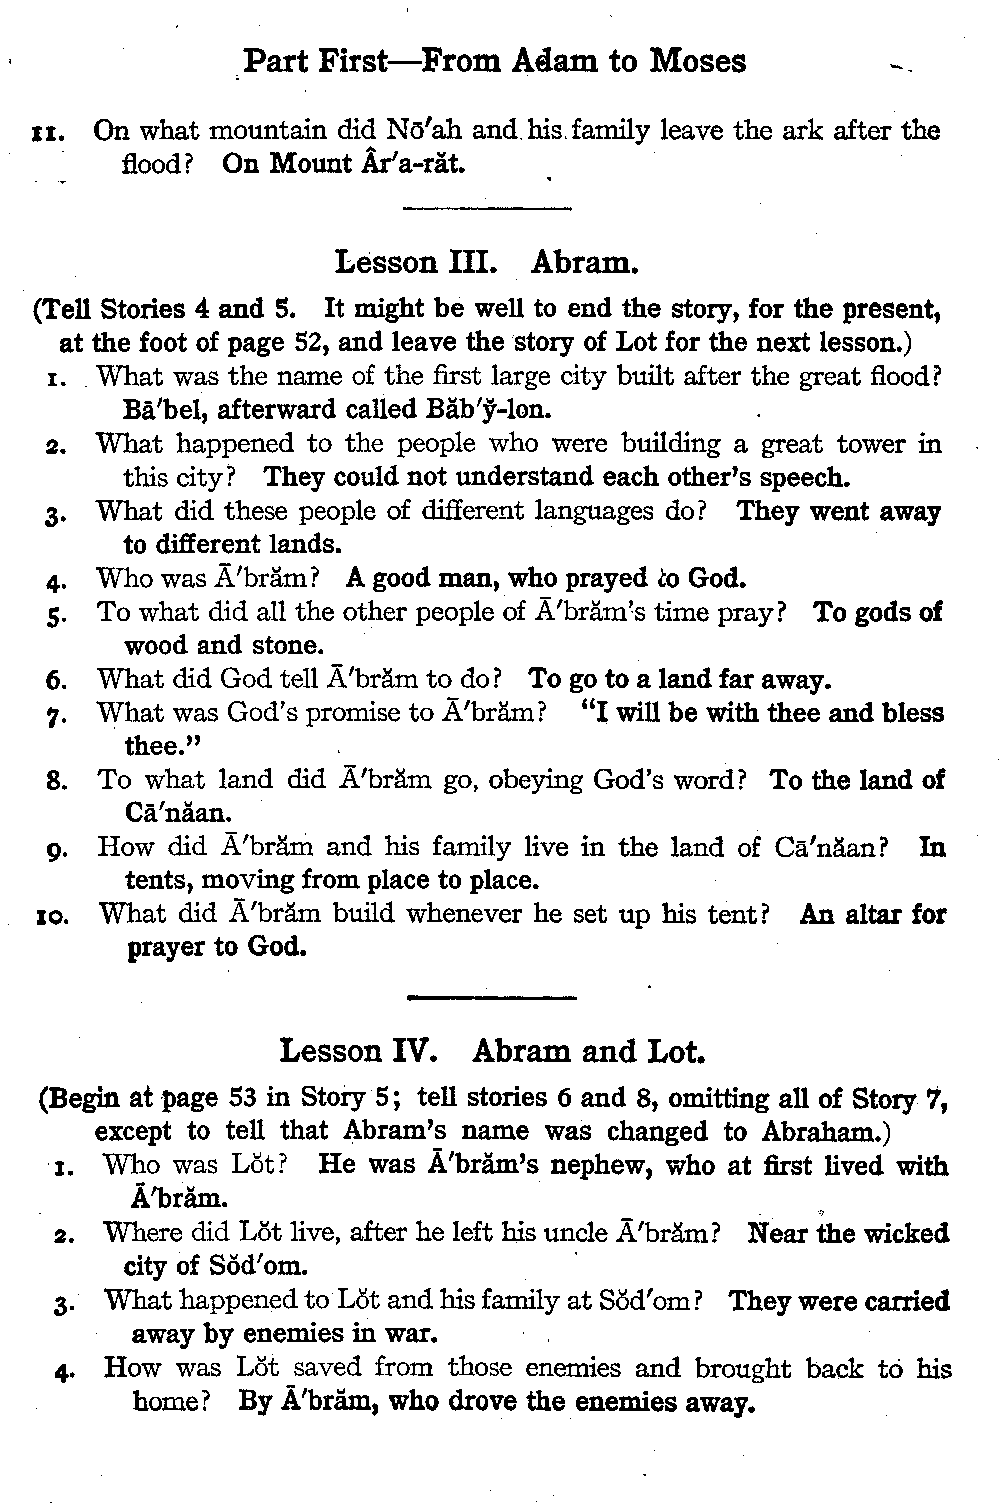 Part First—From Adam to Moses
11. On what mountain did Nō′ah and his family leave the ark after the
flood? On Mount Âr′a-răt.
Lesson III. Abram.
(Tell Stories 4 and 5. It might be well to end the story, for the present,
at the foot of page 52, and leave the story of Lot for the next lesson.)
1. What was the name of the first large city built after the great flood?
Bā′bel, afterward called Băb′y̆-lon.
2. What happened to the people who were building a great tower in
this city? They could not understand each other's speech.
3. What did these people of different languages do? They went away
to different lands.
4. Who was Ā′brăm? A good man, who prayed to God.
5. To what did all the other people of Ā′brăm's time pray? To gods of
wood and stone.
6. What did God tell Ā′brăm to do? To go to a land far away.
7. What was God's promise to Ā′brăm? “I will be with thee and bless
thee.”
8. To what land did Ā′brăm go, obeying God's word? To the land of
Cā′năan.
9. How did Ā′brăm and his family live in the land of Cā′năan? In
tents, moving from place to place.
10. What did Ā′brăm build whenever he set up his tent? An altar for
prayer to God.
Lesson IV. Abram and Lot.
(Begin at page 53 in Story 5; tell stories 6 and 8, omitting all of Story 7,
except to tell that Abram's name was changed to Abraham.)
1. Who was Lŏt? He was Ā′brăm's nephew, who at first lived with
Ā′brăm.
2. Where did Lŏt live, after he left his uncle Ā′brăm? Near the wicked
city of Sŏd′om.
3. What happened to Lŏt and his family at Sŏd′om? They were carried
away by enemies in war.
4. How was Lŏt saved from those enemies and brought back to his
home? By Ā′brăm, who drove the enemies away.